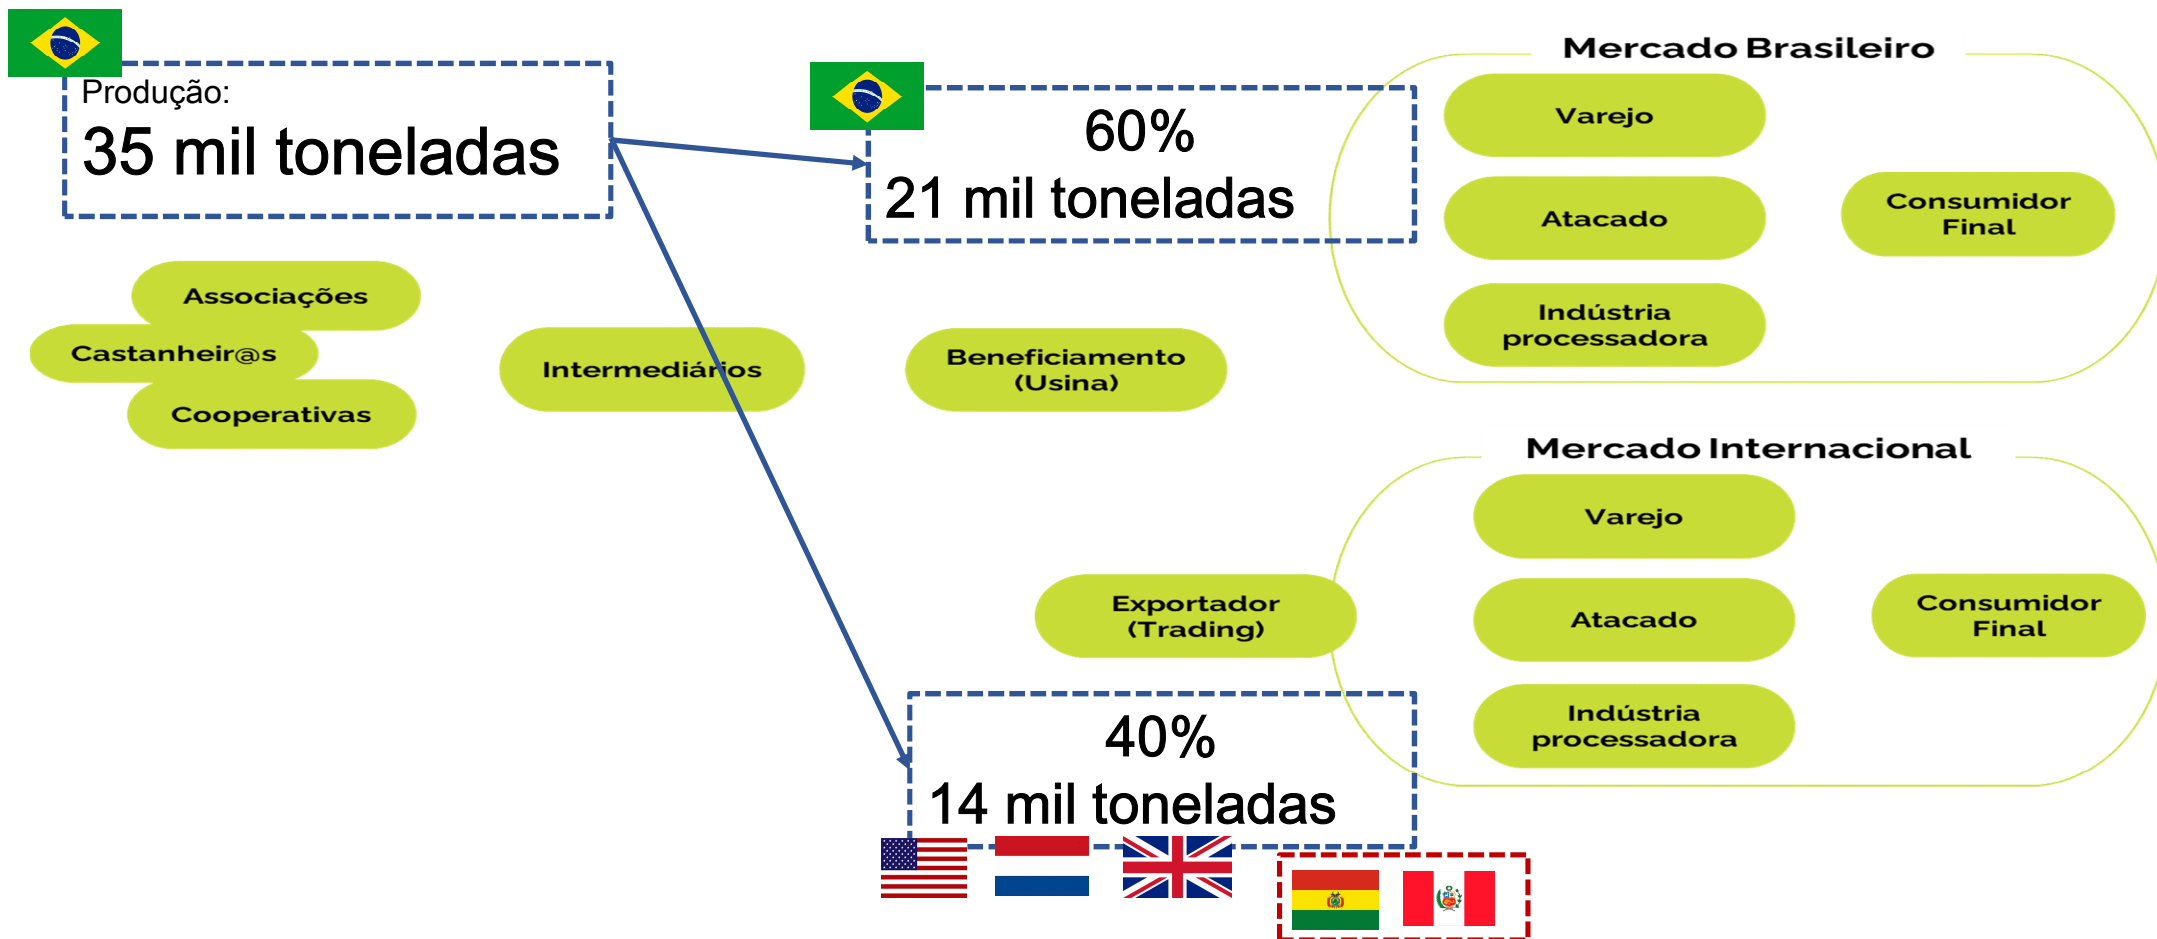 Produção:
35 mil toneladas
60%
21 mil toneladas
Mercado Brasileiro
Varejo
Atacado
Indústria
processadora
Consumidor
Final
Associações
Castanheir@s
Cooperativas
Intermediários
Beneficiamento
(Usina)
Mercado Internacional
Varejo
Atacado
Indústria
processadora
Consumidor
Final
Exportador
(Trading)
40%
14 mil toneladas